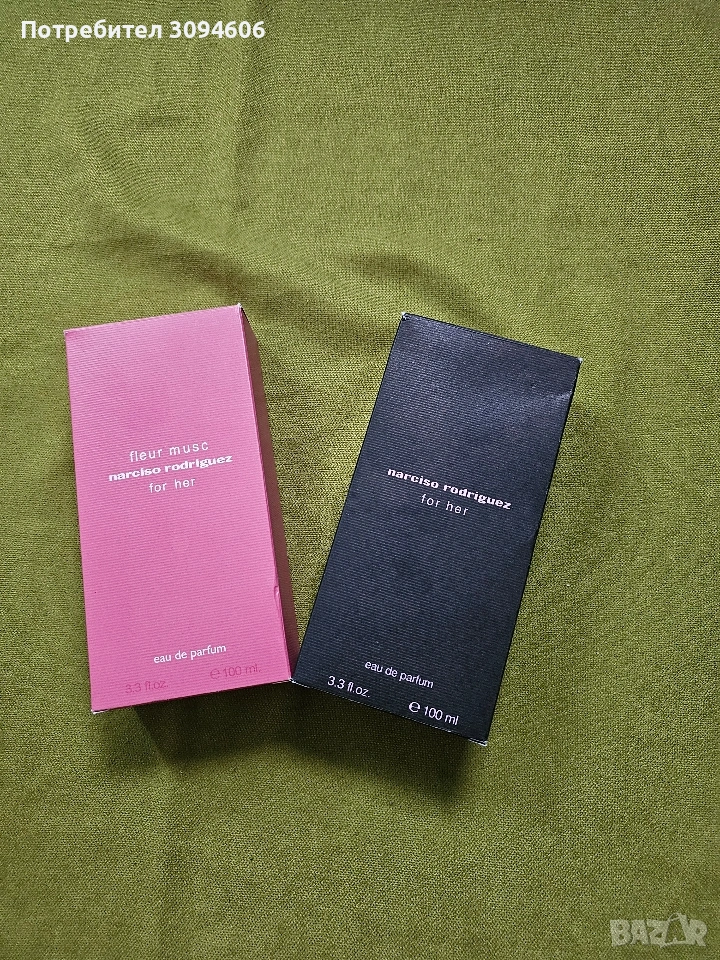 Потребител 3094606
fleur musc
narciso rodriguez
for her
eau de parfum
3.3 fl.oz. e 100 ml.
narciso rodriguez
for her
eau de parfum
3.3 fl.oz. e 100 ml
BAZAR